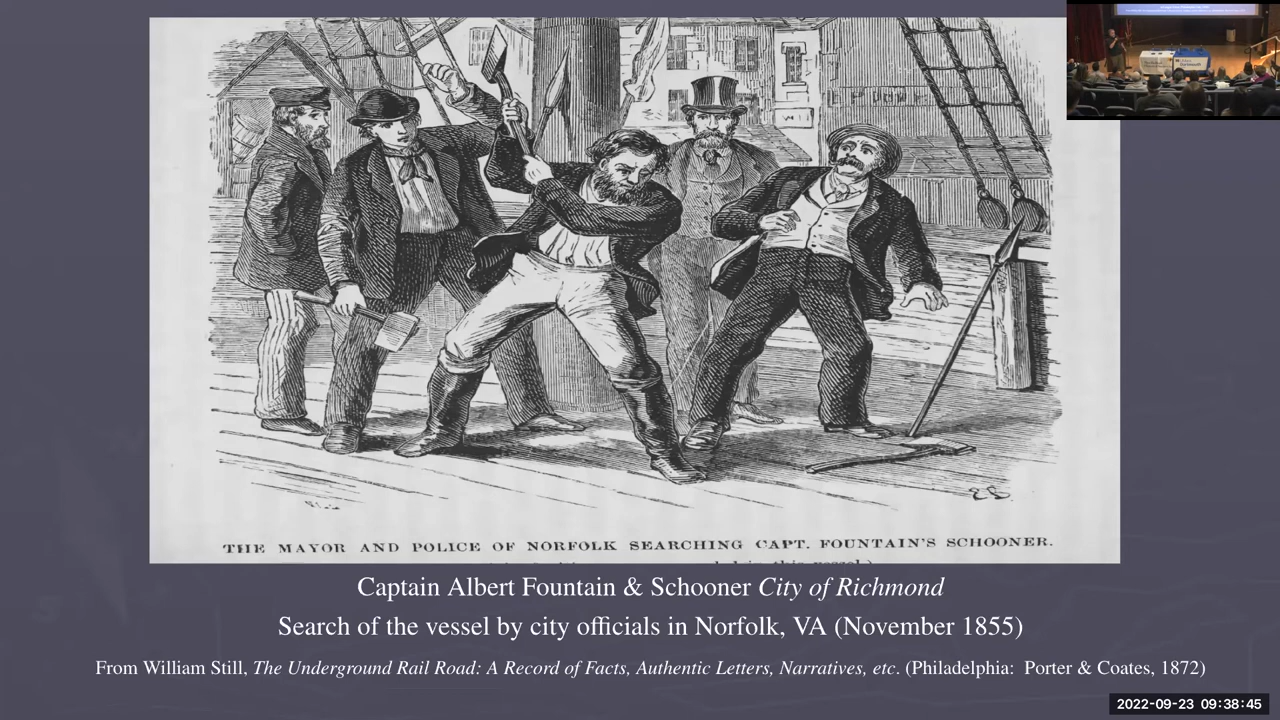 THE MAYOR AND POLICE OF NORFOLK SEARCHING CAPT. FOUNTAIN'S SCHOONER.
Captain Albert Fountain & Schooner City of Richmond
Search of the vessel by city officials in Norfolk, VA (November 1855)
From William Still, The Underground Rail Road: A Record of Facts, Authentic Letters, Narratives, etc. (Philadelphia: Porter & Coates, 1872)
2022-09-23 09:38:45